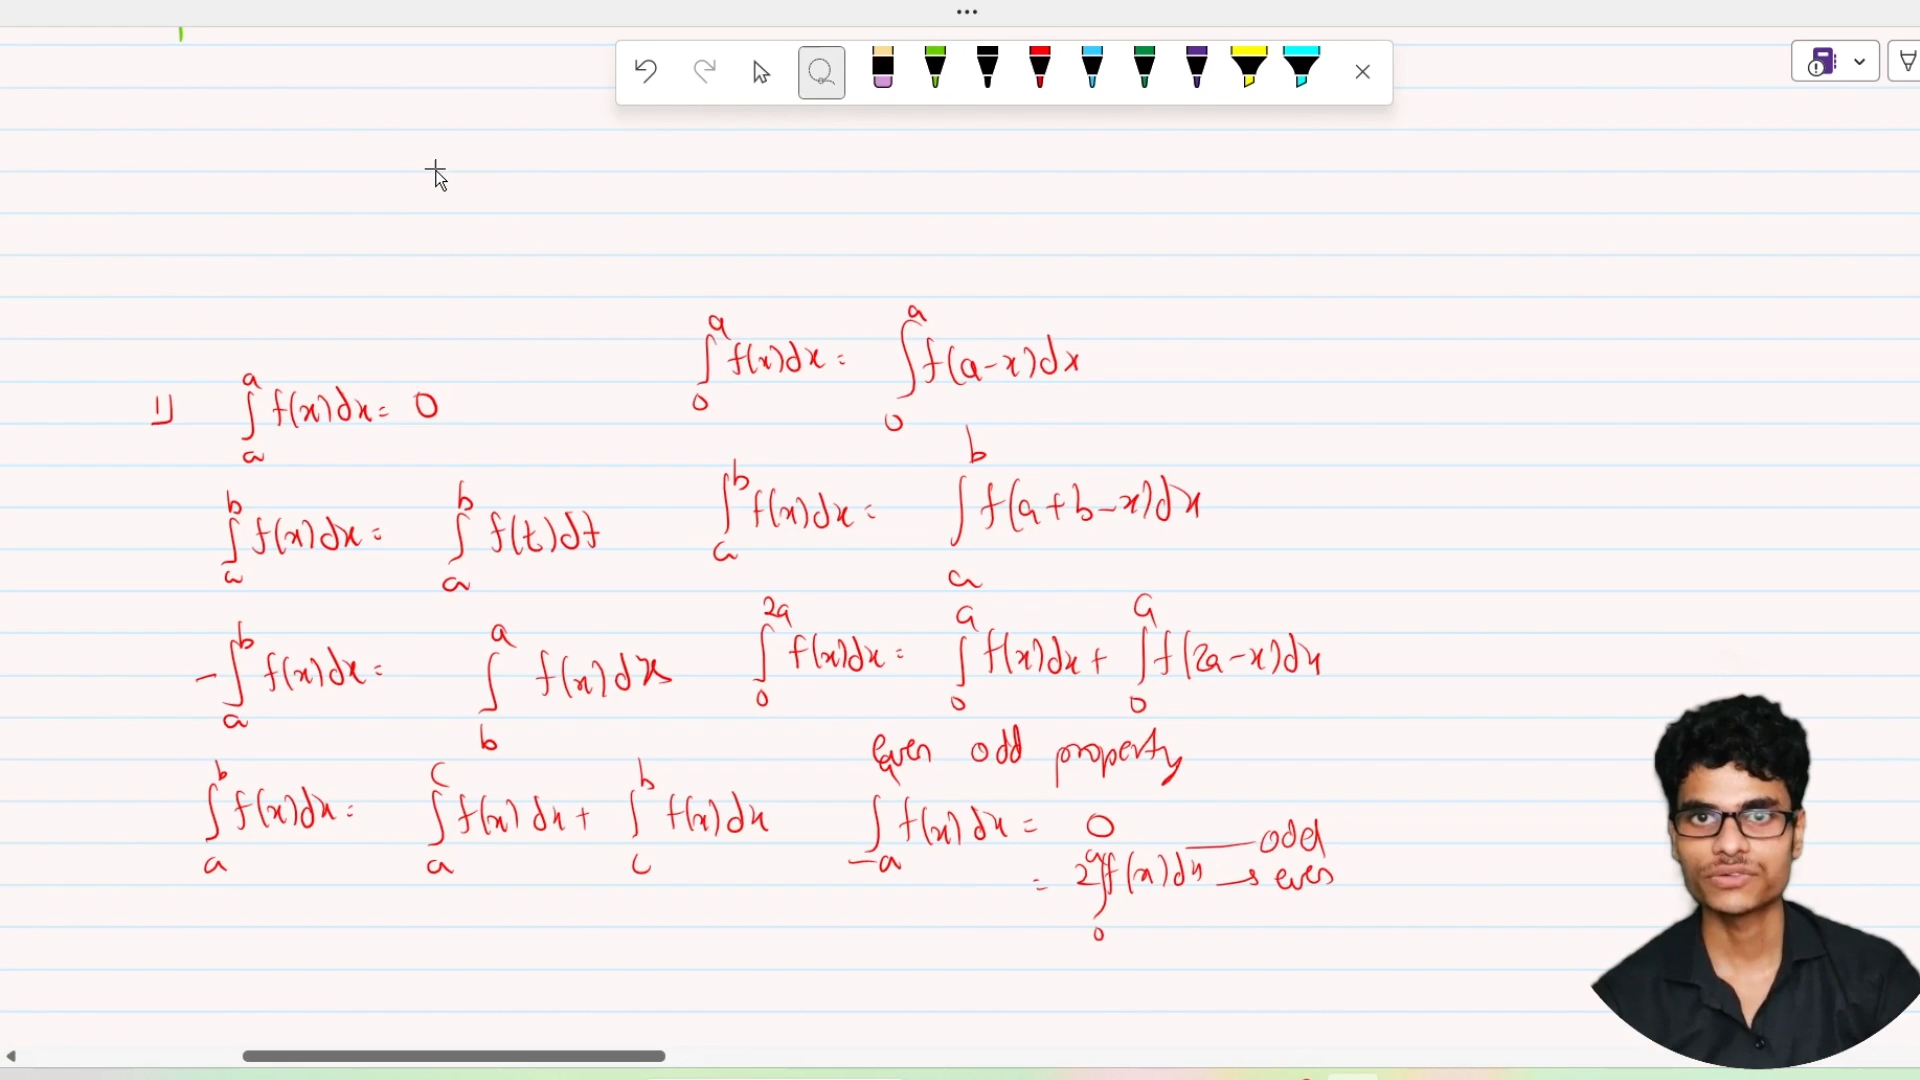 1) ∫_a^a f(x)dx = 0
∫_a^b f(x)dx = ∫_a^b f(t)dt
-∫_a^b f(x)dx = ∫_b^a f(x)dx
∫_a^b f(x)dx = ∫_a^c f(x)dx + ∫_c^b f(x)dx
∫_0^a f(x)dx = ∫_0^a f(a-x)dx
∫_a^b f(x)dx = ∫_a^b f(a+b-x)dx
∫_0^2a f(x)dx = ∫_0^a f(x)dx + ∫_0^a f(2a-x)dx
Even odd property
∫_-a^a f(x)dx = 0 — odd
= 2∫_0^a f(x)dx → even